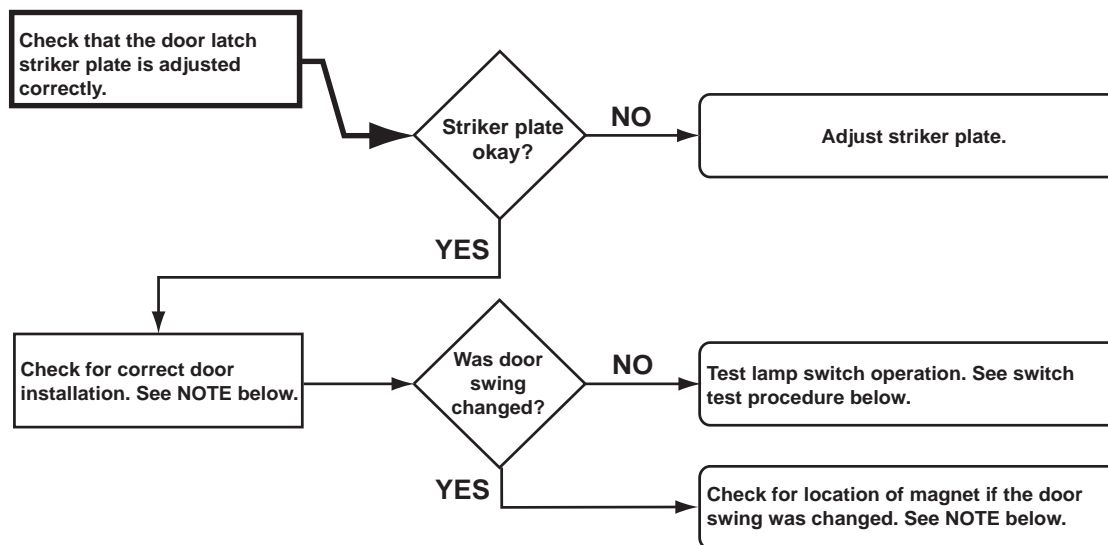 Check that the door latch
striker plate is adjusted
correctly.
Striker plate
okay?
NO
Adjust striker plate.
YES
Check for correct door
installation. See NOTE below.
Was door
swing
changed?
NO
Test lamp switch operation. See switch
test procedure below.
YES
Check for location of magnet if the door
swing was changed. See NOTE below.